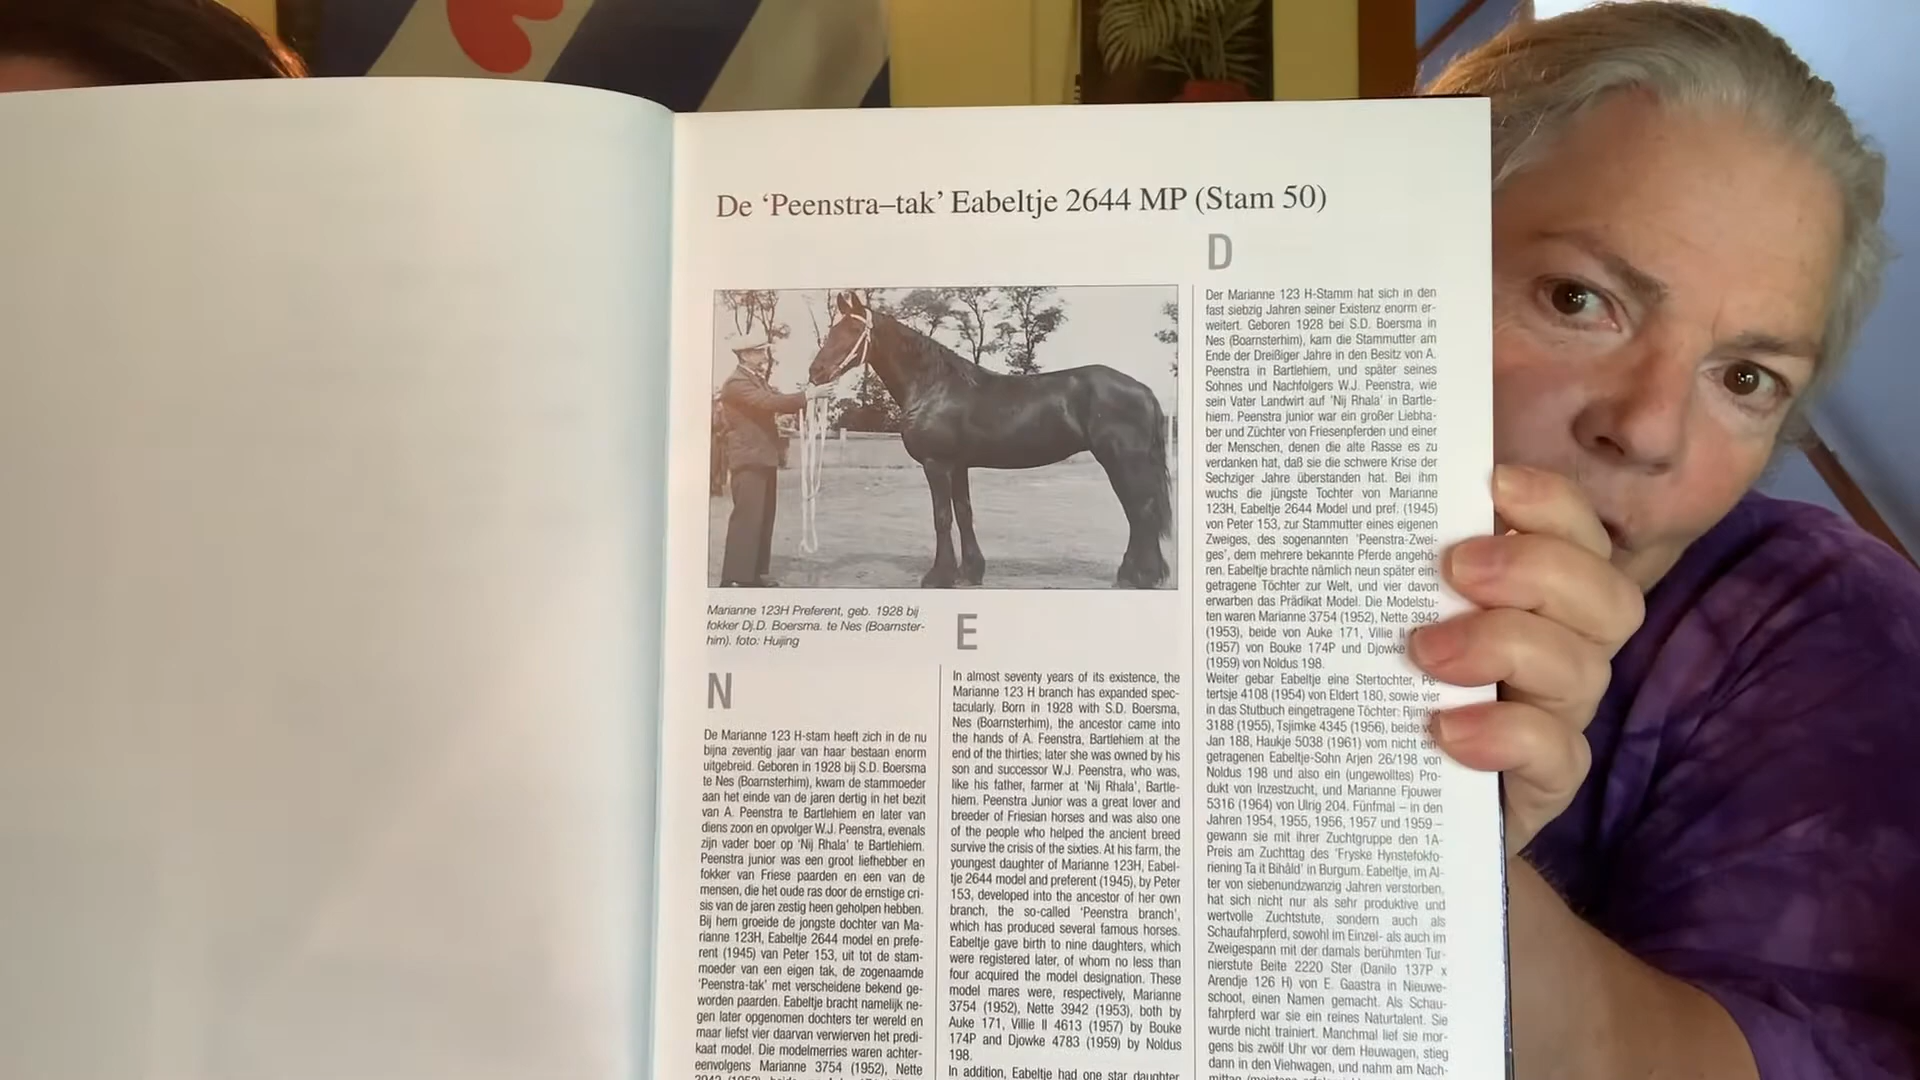 De ‘Peenstra–tak’ Eabeltje 2644 MP (Stam 50)
Marianne 123H Preferent, geb. 1928 bij
fokker Dj.D. Boersma. te Nes (Boarnster-
him). foto: Huijing
N
De Marianne 123 H-stam heeft zich in de nu
bijna zeventig jaar van haar bestaan enorm
uitgebreid. Geboren in 1928 bij S.D. Boersma
te Nes (Boarnsterhim), kwam de stammoeder
aan het einde van de jaren dertig in het bezit
van A. Peenstra te Bartlehiem en later van
diens zoon en opvolger W.J. Peenstra, evenals
zijn vader boer op ‘Nij Rhala’ te Bartlehiem.
Peenstra junior was een groot liefhebber en
fokker van Friese paarden en een van de
mensen, die het oude ras door de ernstige cri-
sis van de jaren zestig heen geholpen hebben.
Bij hem groeide de jongste dochter van Ma-
rianne 123H, Eabeltje 2644 model en prefe-
rent (1945) van Peter 153, uit tot de stam-
moeder van een eigen tak, de zogenaamde
‘Peenstra-tak’ met verscheidene bekend ge-
worden paarden. Eabeltje bracht namelijk ne-
gen later opgenomen dochters ter wereld en
maar liefst vier daarvan verwierven het predi-
kaat model. Die modelmerries waren achter-
eenvolgens Marianne 3754 (1952), Nette
E
In almost seventy years of its existence, the
Marianne 123 H branch has expanded spec-
tacularly. Born in 1928 with S.D. Boersma,
Nes (Boarnsterhim), the ancestor came into
the hands of A. Feenstra, Bartlehiem at the
end of the thirties; later she was owned by his
son and successor W.J. Peenstra, who was,
like his father, farmer at ‘Nij Rhala’, Bartle-
hiem. Peenstra Junior was a great lover and
breeder of Friesian horses and was also one
of the people who helped the ancient breed
survive the crisis of the sixties. At his farm, the
youngest daughter of Marianne 123H, Eabel-
tje 2644 model and preferent (1945), by Peter
153, developed into the ancestor of her own
branch, the so-called ‘Peenstra branch’,
which has produced several famous horses.
Eabeltje gave birth to nine daughters, which
were registered later, of whom no less than
four acquired the model designation. These
model mares were, respectively, Marianne
3754 (1952), Nette 3942 (1953), both by
Auke 171, Villie II 4613 (1957) by Bouke
174P and Djowke 4783 (1959) by Noldus
198.
In addition, Eabeltje had one star daughter
D
Der Marianne 123 H-Stamm hat sich in den
fast siebzig Jahren seiner Existenz enorm er-
weitert. Geboren 1928 bei S.D. Boersma in
Nes (Boarnsterhim), kam die Stammutter am
Ende der Dreißiger Jahre in den Besitz von A.
Peenstra in Bartlehiem, und später seines
Sohnes und Nachfolgers W.J. Peenstra, wie
sein Vater Landwirt auf ‘Nij Rhala’ in Bartle-
hiem. Peenstra junior war ein großer Liebha-
ber und Züchter von Friesenpferden und einer
der Menschen, denen die alte Rasse es zu
verdanken hat, daß sie die schwere Krise der
Sechziger Jahre überstanden hat. Bei ihm
wuchs die jüngste Tochter von Marianne
123H, Eabeltje 2644 Model und pref. (1945)
von Peter 153, zur Stammutter eines eigenen
Zweiges, des sogenannten ‘Peenstra-Zwei-
ges’, dem mehrere bekannte Pferde angehö-
ren. Eabeltje brachte nämlich neun später ein-
getragene Töchter zur Welt, und vier davon
erwarben das Prädikat Model. Die Modelstu-
ten waren Marianne 3754 (1952), Nette 3942
(1953), beide von Auke 171, Villie II
(1957) von Bouke 174P und Djowke
(1959) von Noldus 198.
Weiter gebar Eabeltje eine Stertochter, Pe-
tertsje 4108 (1954) von Eldert 180, sowie vier
in das Stutbuch eingetragene Töchter: Rjimkje
3188 (1955), Tsjimke 4345 (1956), beide
Jan 188, Haukje 5038 (1961) vom nicht ein-
getragenen Eabeltje-Sohn Arjen 26/198 von
Noldus 198 und also ein (ungewolltes) Pro-
dukt von Inzestzucht, und Marianne Fjouwer
5316 (1964) von Ulrig 204. Fünfmal – in den
Jahren 1954, 1955, 1956, 1957 und 1959 –
gewann sie mit ihrer Zuchtgruppe den 1A-
Preis am Zuchttag des ‘Fryske Hynstefokfo-
riening Ta it Bihâld’ in Burgum. Eabeltje, im Al-
ter von siebenundzwanzig Jahren verstorben,
hat sich nicht nur als sehr produktive und
wertvolle Zuchtstute, sondern auch als
Schaufahrpferd, sowohl im Einzel- als auch im
Zweigespann mit der damals berühmten Tur-
nierstute Beite 2220 Ster (Danilo 137P x
Arendje 126 H) von E. Gaastra in Nieuwe-
schoot, einen Namen gemacht. Als Schau-
fahrpferd war sie ein reines Naturtalent. Sie
wurde nicht trainiert. Manchmal lief sie mor-
gens bis zwölf Uhr vor dem Heuwagen, stieg
dann in den Viehwagen, und nahm am Nach-